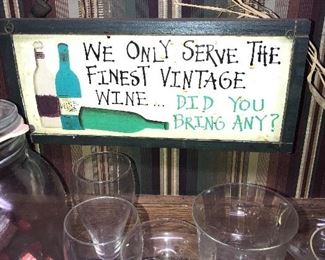 WE ONLY SERVE THE
FINEST VINTAGE
WINE... DID YOU
BRING ANY?